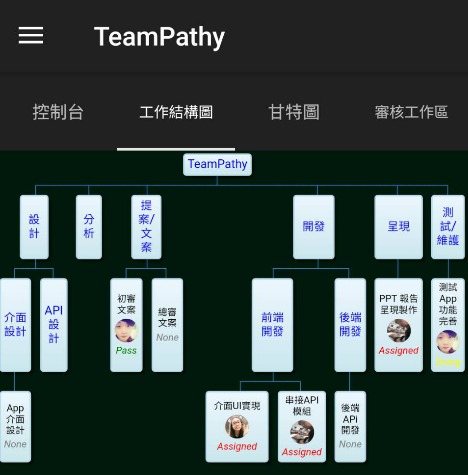 TeamPathy
控制台
工作結構圖
甘特圖
審核工作區
TeamPathy
設
計
分
析
提
案/
文
案
開發
呈現
測
試/
維護
介面
設計
API
設
計
初審
文案
Pass
總審
文案
None
前端
開發
後端
開發
PPT 報告
呈現製作
Assigned
測試
App
功能
完善
Doing
App
介面
設計
None
介面UI實現
Assigned
串接API
模組
Assigned
後端
APi
開發
None